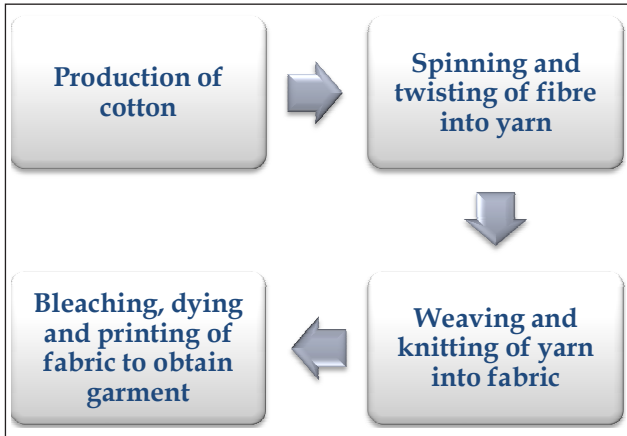 Production of
cotton
Spinning and
twisting of fibre
into yarn
Weaving and
knitting of yarn
into fabric
Bleaching, dying
and printing of
fabric to obtain
garment